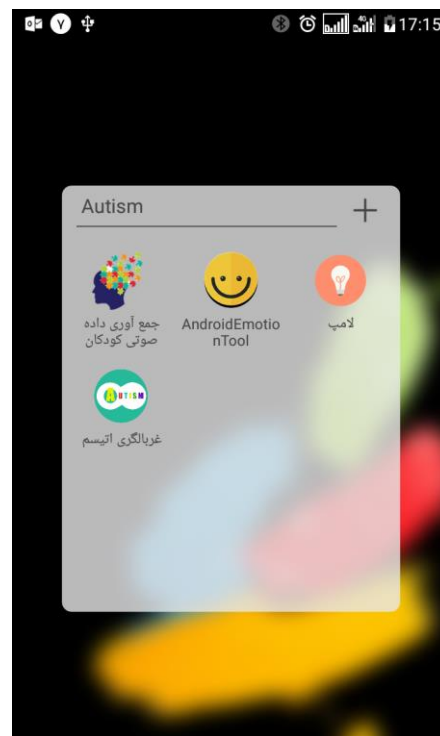 17:15
Autism
جمع آوری داده
صوتی کودکان
AndroidEmotio
nTool
لامپ
AUTISM
غربالگری اتیسم